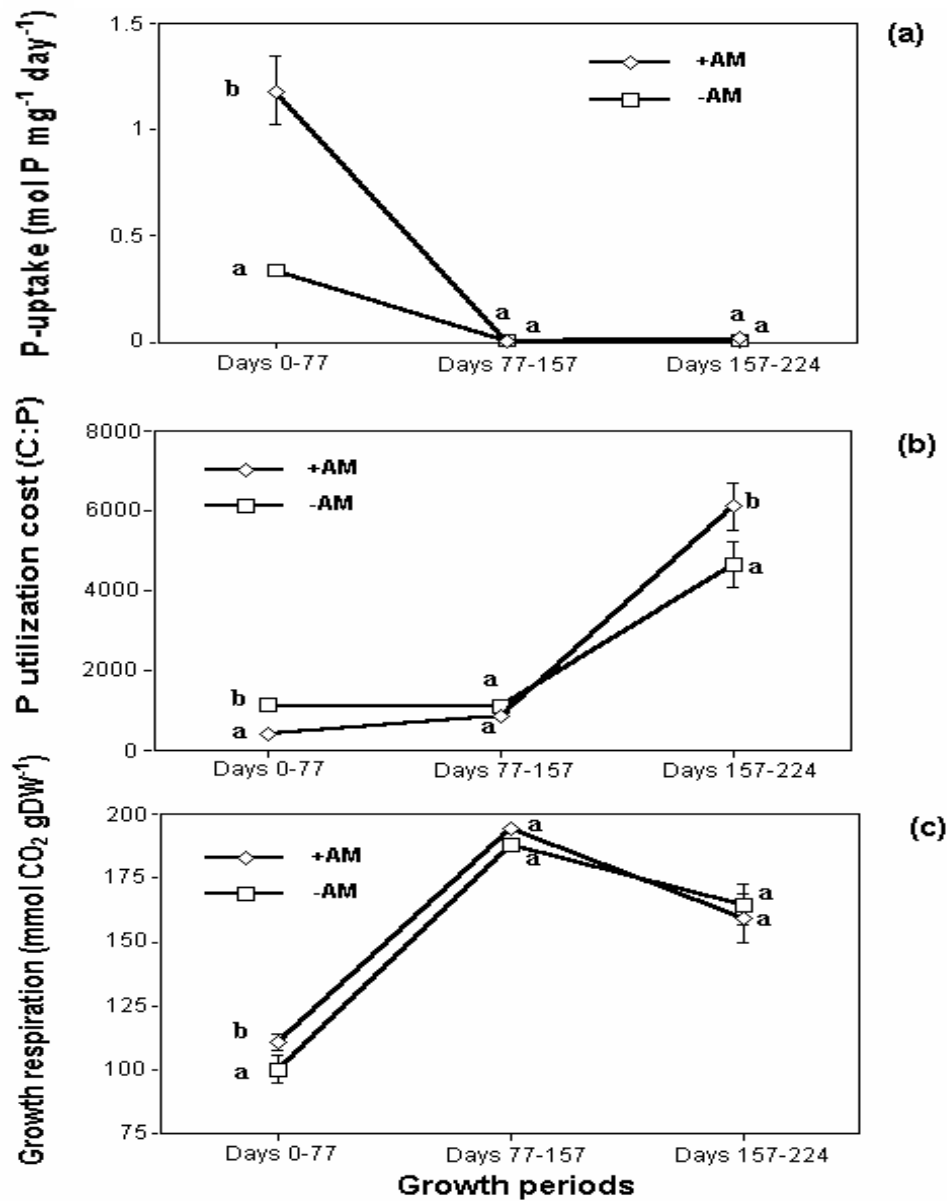 (a)
P-uptake (mol P mg⁻¹ day⁻¹)
1.5
1
0.5
0
+AM
-AM
b
a
a
a
a
a
Days 0-77
Days 77-157
Days 157-224
(b)
P utilization cost (C:P)
8000
6000
4000
2000
0
+AM
-AM
b
a
a
a
b
a
Days 0-77
Days 77-157
Days 157-224
(c)
Growth respiration (mmol CO₂ gDW⁻¹)
200
175
150
125
100
75
+AM
-AM
b
a
a
a
a
a
Days 0-77
Days 77-157
Days 157-224
Growth periods